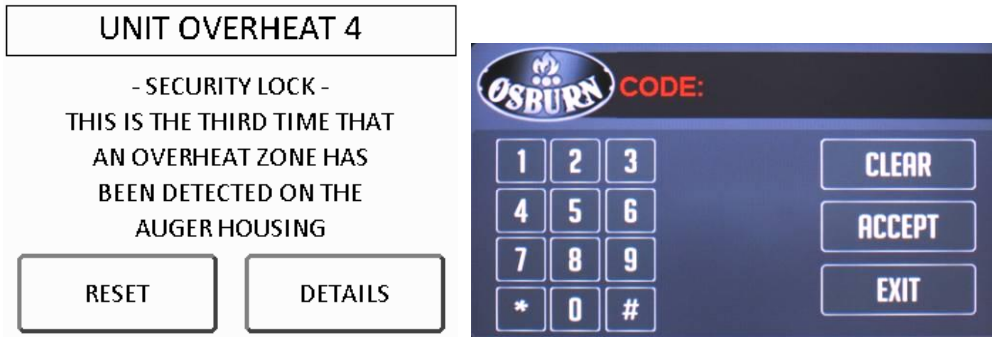 UNIT OVERHEAT 4
- SECURITY LOCK -
THIS IS THE THIRD TIME THAT
AN OVERHEAT ZONE HAS
BEEN DETECTED ON THE
AUGER HOUSING
RESET DETAILS
OSBURN CODE:
1 2 3 CLEAR
4 5 6 ACCEPT
7 8 9
* 0 # EXIT